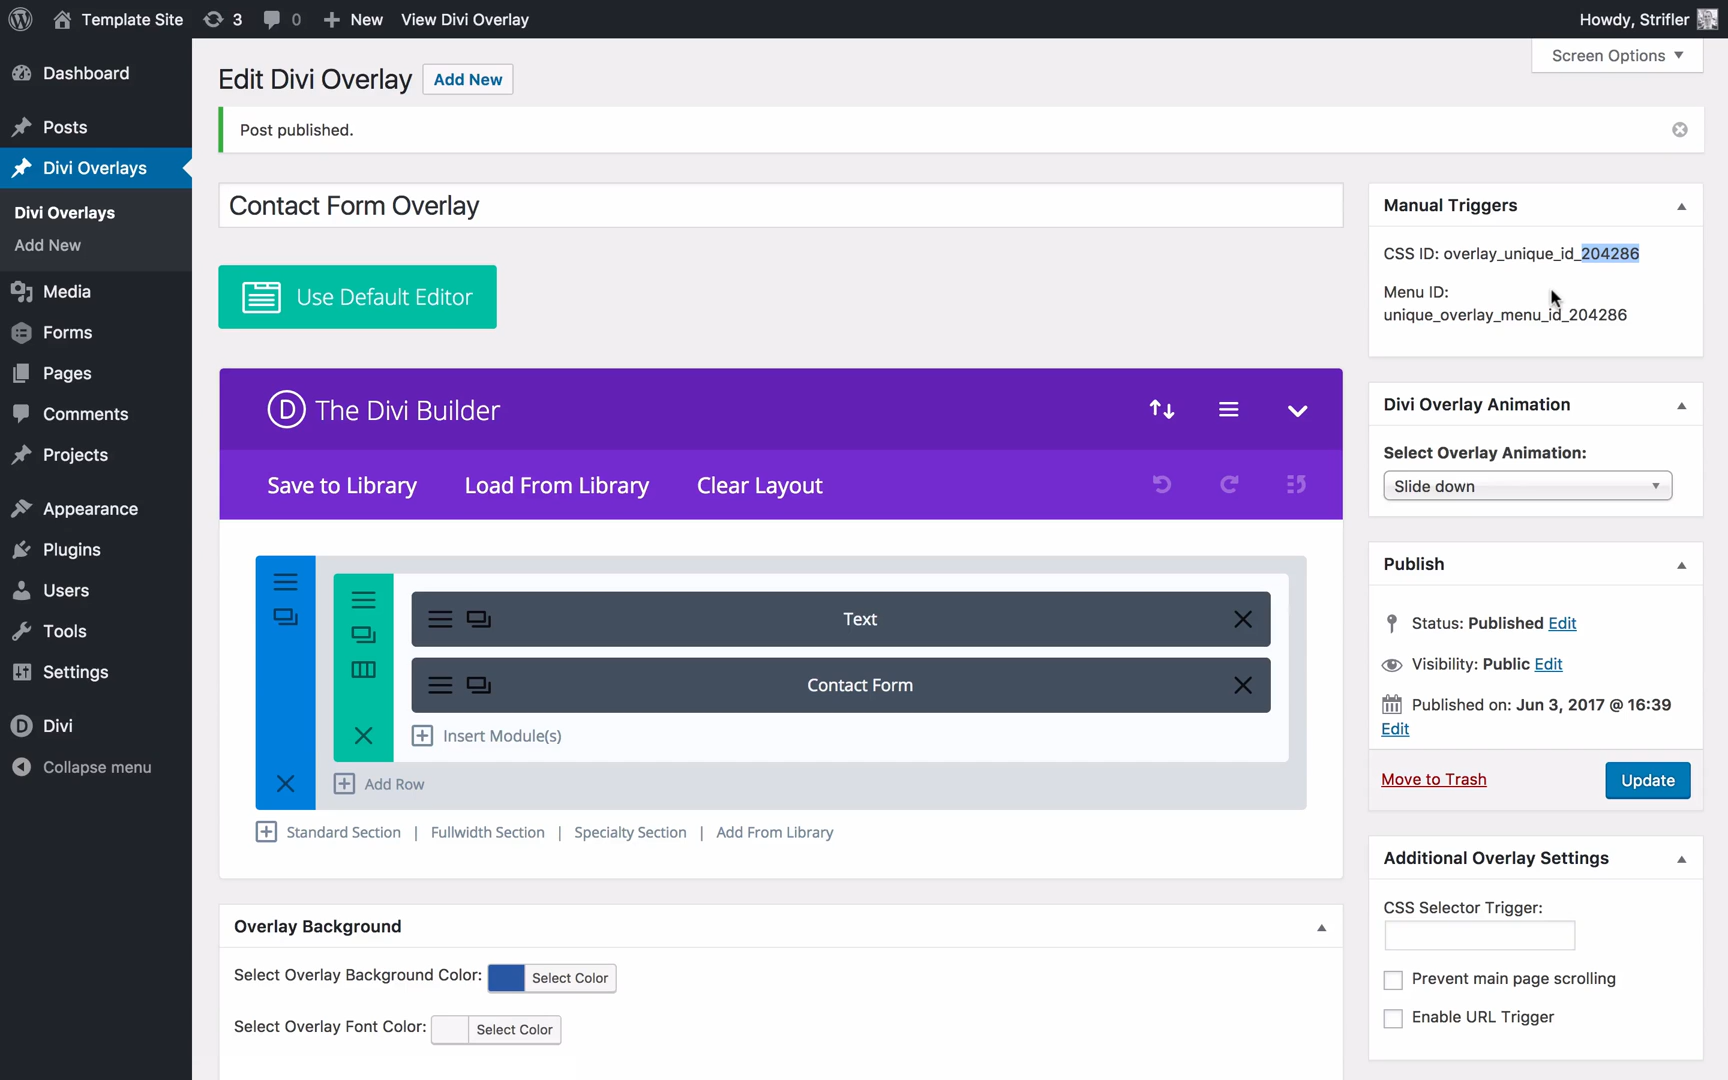 Template Site
3
0
New
View Divi Overlay
Howdy, Strifler
Screen Options
Dashboard
Posts
Divi Overlays
Divi Overlays
Add New
Media
Forms
Pages
Comments
Projects
Appearance
Plugins
Users
Tools
Settings
Divi
Collapse menu
Edit Divi Overlay
Add New
Post published.
Contact Form Overlay
Use Default Editor
D The Divi Builder
Save to Library
Load From Library
Clear Layout
Text
Contact Form
Insert Module(s)
Add Row
Standard Section | Fullwidth Section | Specialty Section | Add From Library
Overlay Background
Select Overlay Background Color: Select Color
Select Overlay Font Color: Select Color
Manual Triggers
CSS ID: overlay_unique_id_204286
Menu ID:
unique_overlay_menu_id_204286
Divi Overlay Animation
Select Overlay Animation:
Slide down
Publish
Status: Published Edit
Visibility: Public Edit
Published on: Jun 3, 2017 @ 16:39
Edit
Move to Trash
Update
Additional Overlay Settings
CSS Selector Trigger:
Prevent main page scrolling
Enable URL Trigger